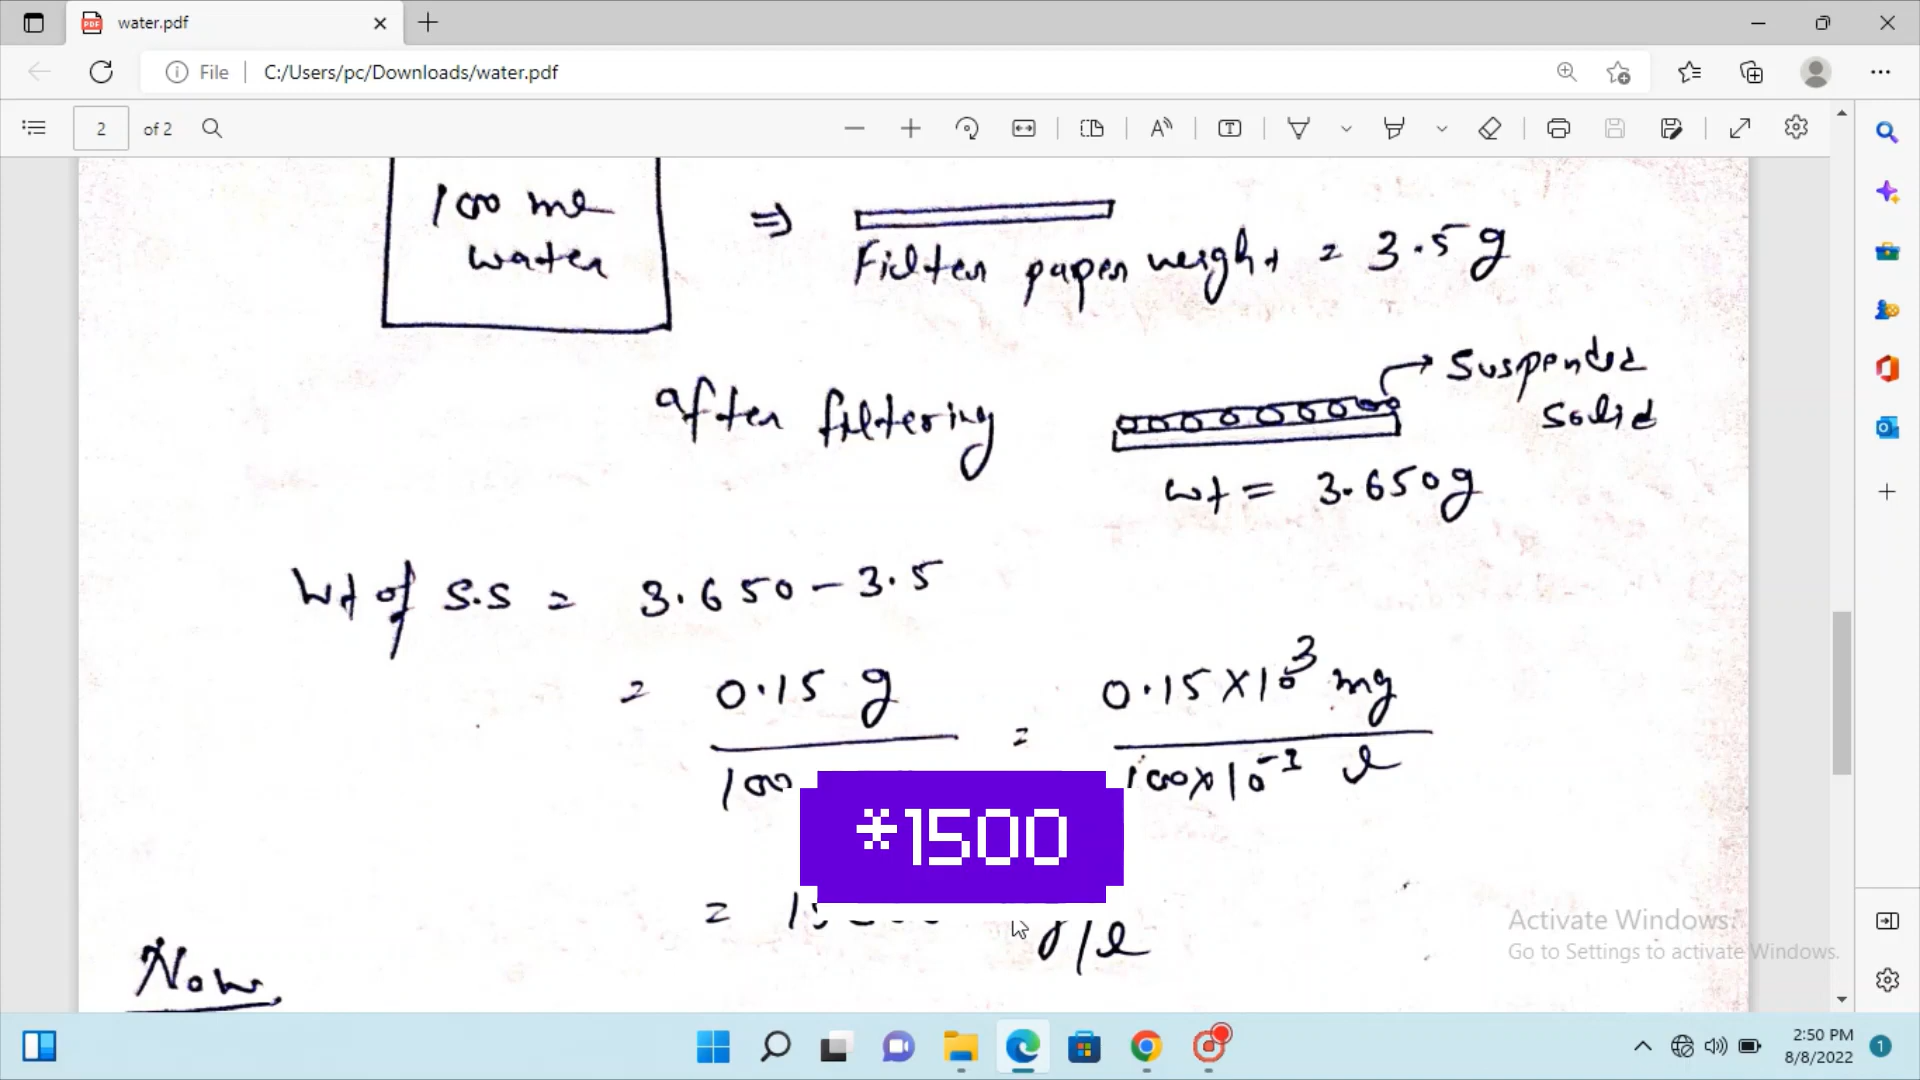 water.pdf
File C:/Users/pc/Downloads/water.pdf
2 of 2
100 ml
water
⇒
Filter paper weight = 3.5 g
after filtering
Suspended
Solid
wt = 3.650g
Wt of S.S = 3.650 - 3.5
= 0.15 g = 0.15 X 10³ mg
100 100 x 10⁻³ l
*1500
= /l
Now
Activate Windows
Go to Settings to activate Windows.
2:50 PM
8/8/2022
1